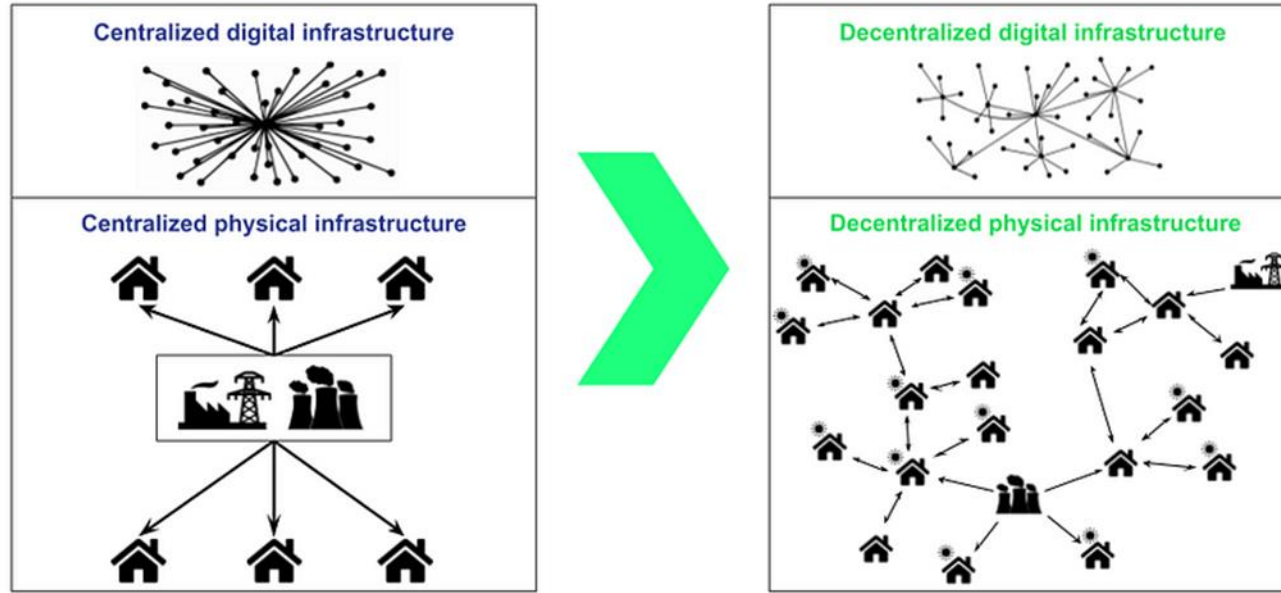 Centralized digital infrastructure
Centralized physical infrastructure
Decentralized digital infrastructure
Decentralized physical infrastructure